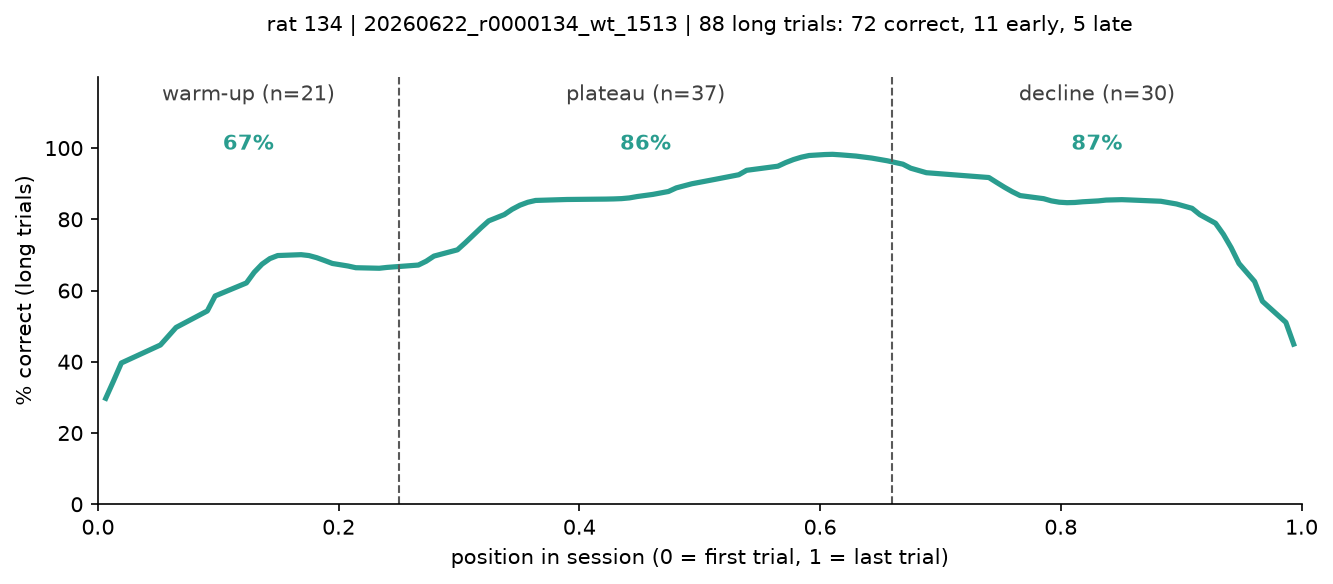 rat 134 | 20260622_r0000134_wt_1513 | 88 long trials: 72 correct, 11 early, 5 late
warm-up (n=21)
plateau (n=37)
decline (n=30)
67%
86%
87%
% correct (long trials)
100
80
60
40
20
0
0.0
0.2
0.4
0.6
0.8
1.0
position in session (0 = first trial, 1 = last trial)